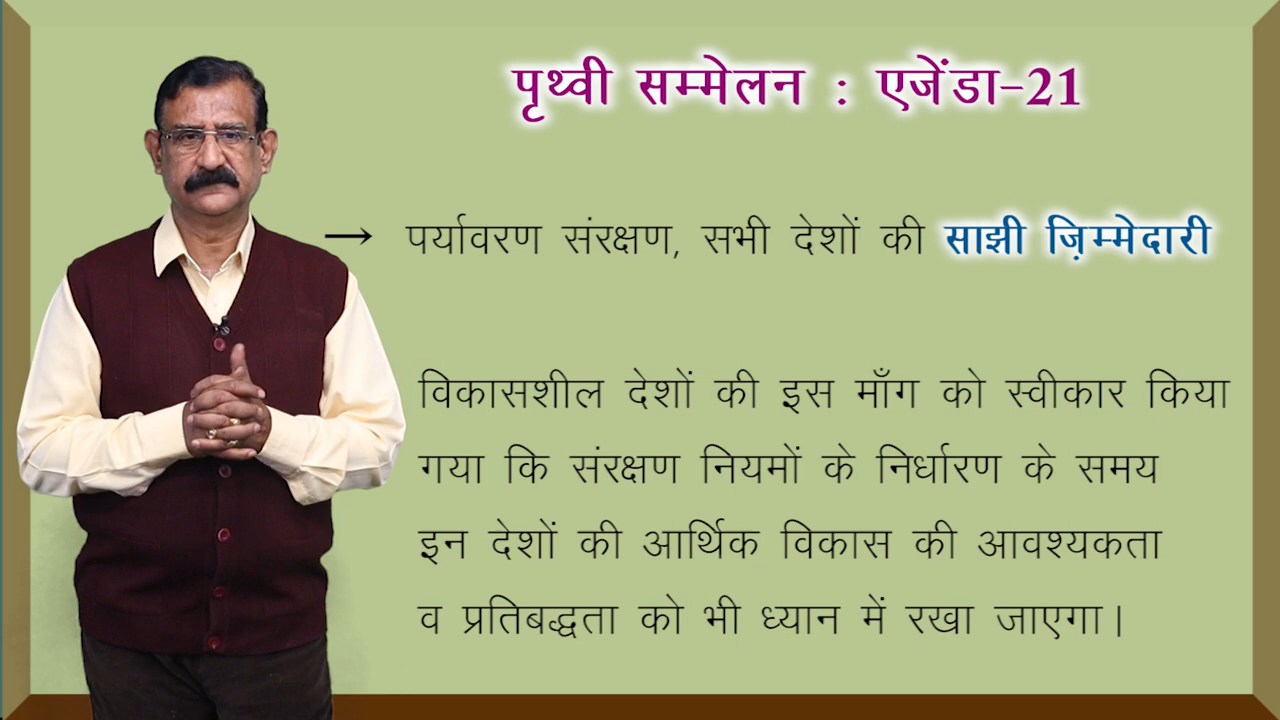 पृथ्वी सम्मेलन : एजेंडा-21
→ पर्यावरण संरक्षण, सभी देशों की साझी ज़िम्मेदारी
विकासशील देशों की इस माँग को स्वीकार किया
गया कि संरक्षण नियमों के निर्धारण के समय
इन देशों की आर्थिक विकास की आवश्यकता
व प्रतिबद्धता को भी ध्यान में रखा जाएगा।